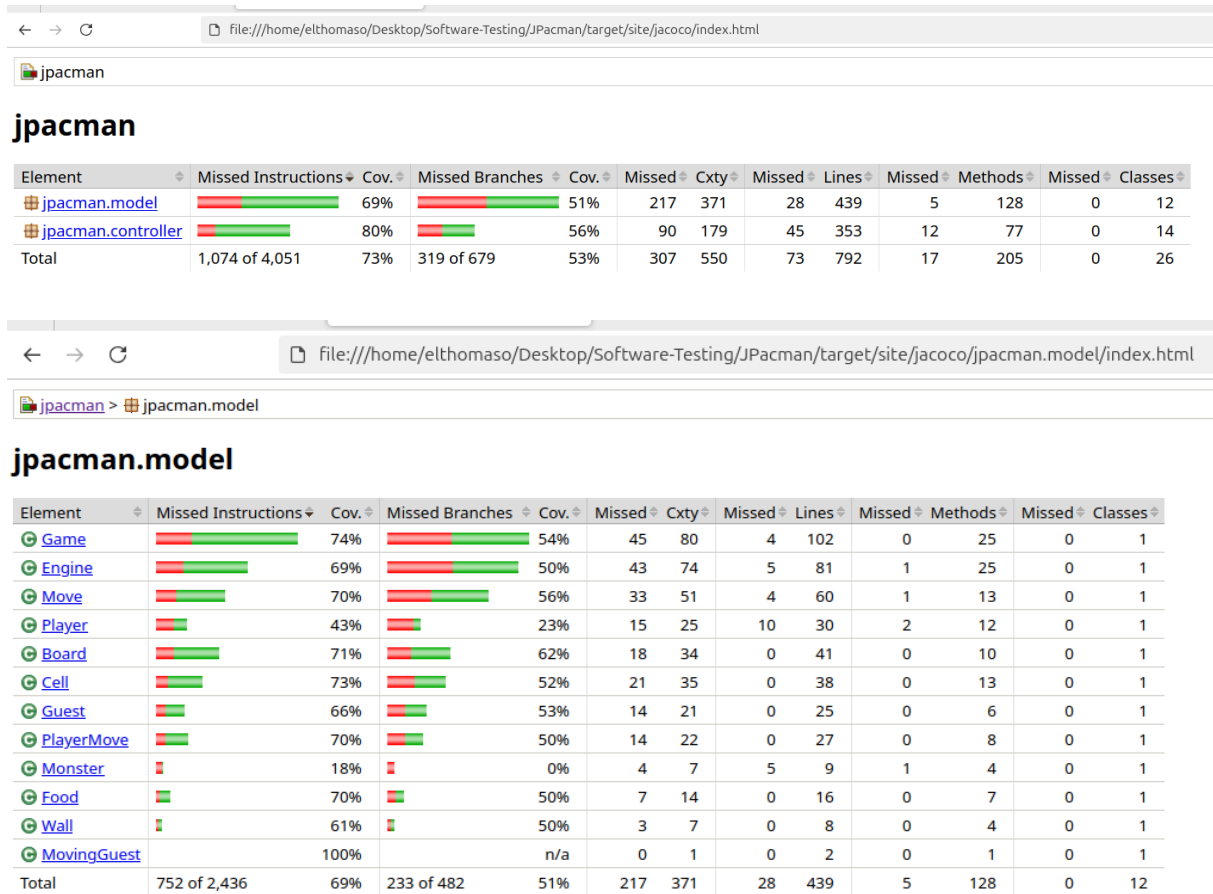 file:///home/elthomaso/Desktop/Software-Testing/JPacman/target/site/jacoco/index.html
jpacman
jpacman
Element Missed Instructions Cov. Missed Branches Cov. Missed Cxty Missed Lines Missed Methods Missed Classes
jpacman.model 69% 51% 217 371 28 439 5 128 0 12
jpacman.controller 80% 56% 90 179 45 353 12 77 0 14
Total 1,074 of 4,051 73% 319 of 679 53% 307 550 73 792 17 205 0 26
file:///home/elthomaso/Desktop/Software-Testing/JPacman/target/site/jacoco/jpacman.model/index.html
jpacman > jpacman.model
jpacman.model
Element Missed Instructions Cov. Missed Branches Cov. Missed Cxty Missed Lines Missed Methods Missed Classes
C Game 74% 54% 45 80 4 102 0 25 0 1
C Engine 69% 50% 43 74 5 81 1 25 0 1
C Move 70% 56% 33 51 4 60 1 13 0 1
C Player 43% 23% 15 25 10 30 2 12 0 1
C Board 71% 62% 18 34 0 41 0 10 0 1
C Cell 73% 52% 21 35 0 38 0 13 0 1
C Guest 66% 53% 14 21 0 25 0 6 0 1
C PlayerMove 70% 50% 14 22 0 27 0 8 0 1
C Monster 18% 0% 4 7 5 9 1 4 0 1
C Food 70% 50% 7 14 0 16 0 7 0 1
C Wall 61% 50% 3 7 0 8 0 4 0 1
C MovingGuest 100% n/a 0 1 0 2 0 1 0 1
Total 752 of 2,436 69% 233 of 482 51% 217 371 28 439 5 128 0 12